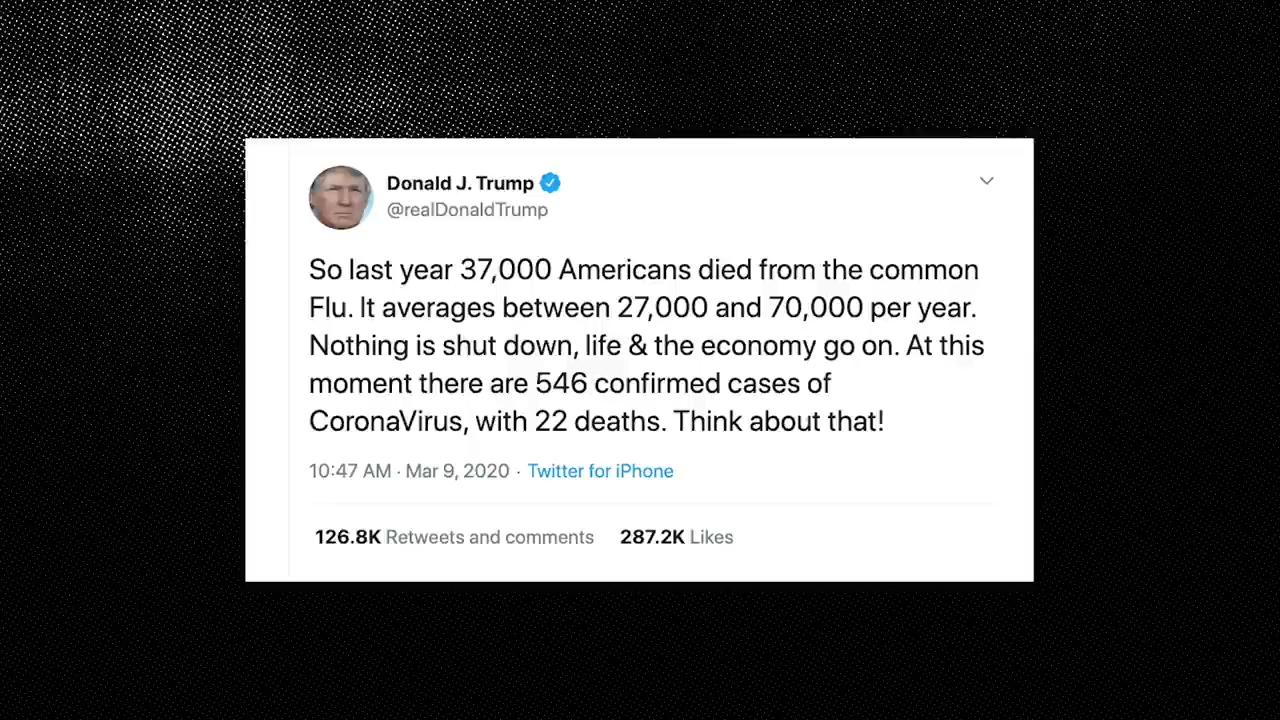 Donald J. Trump
@realDonaldTrump
So last year 37,000 Americans died from the common
Flu. It averages between 27,000 and 70,000 per year.
Nothing is shut down, life & the economy go on. At this
moment there are 546 confirmed cases of
CoronaVirus, with 22 deaths. Think about that!
10:47 AM · Mar 9, 2020 · Twitter for iPhone
126.8K Retweets and comments 287.2K Likes